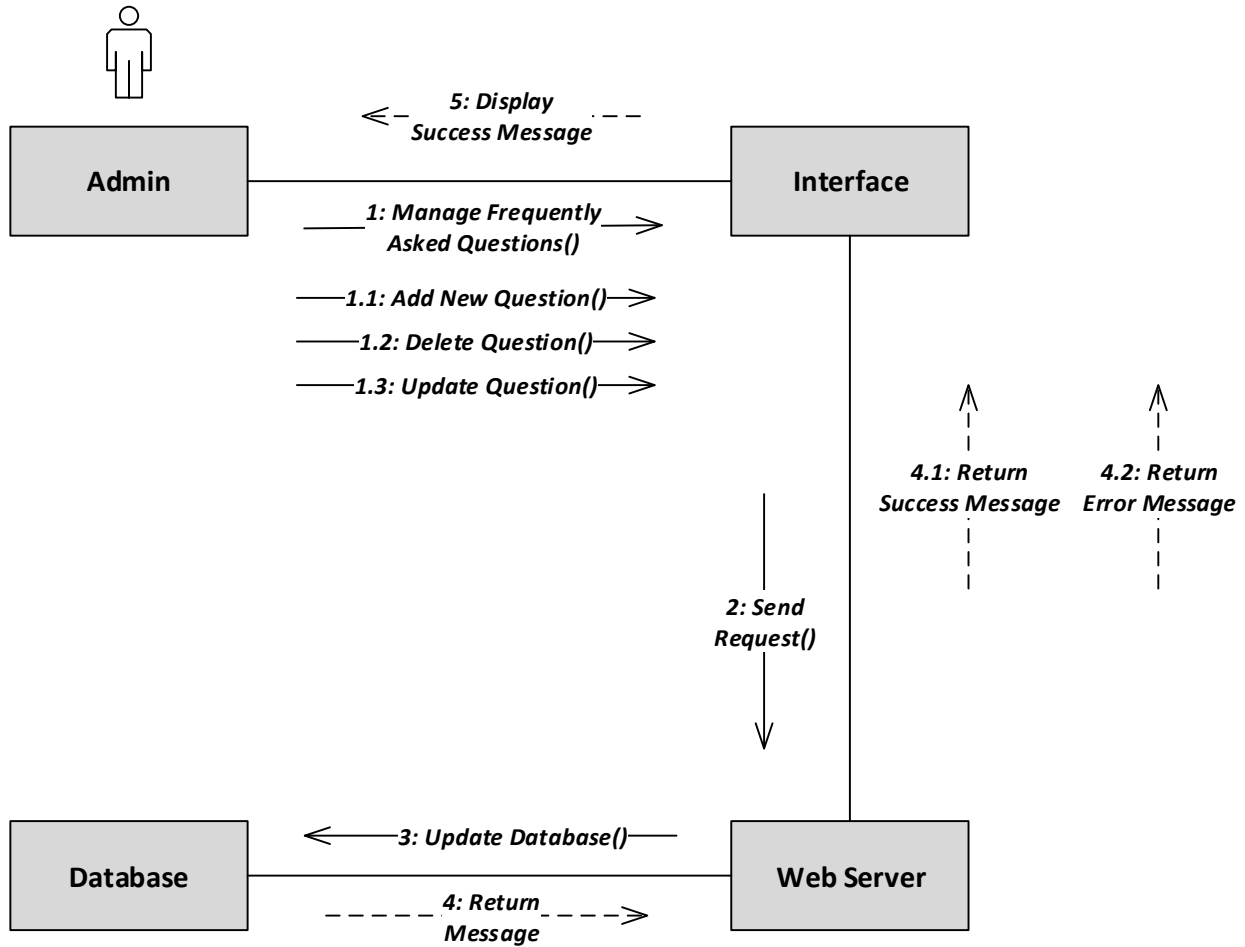 5: Display
Success Message
Admin
Interface
1: Manage Frequently
Asked Questions()
1.1: Add New Question()
1.2: Delete Question()
1.3: Update Question()
4.1: Return
Success Message
4.2: Return
Error Message
2: Send
Request()
3: Update Database()
Database
Web Server
4: Return
Message